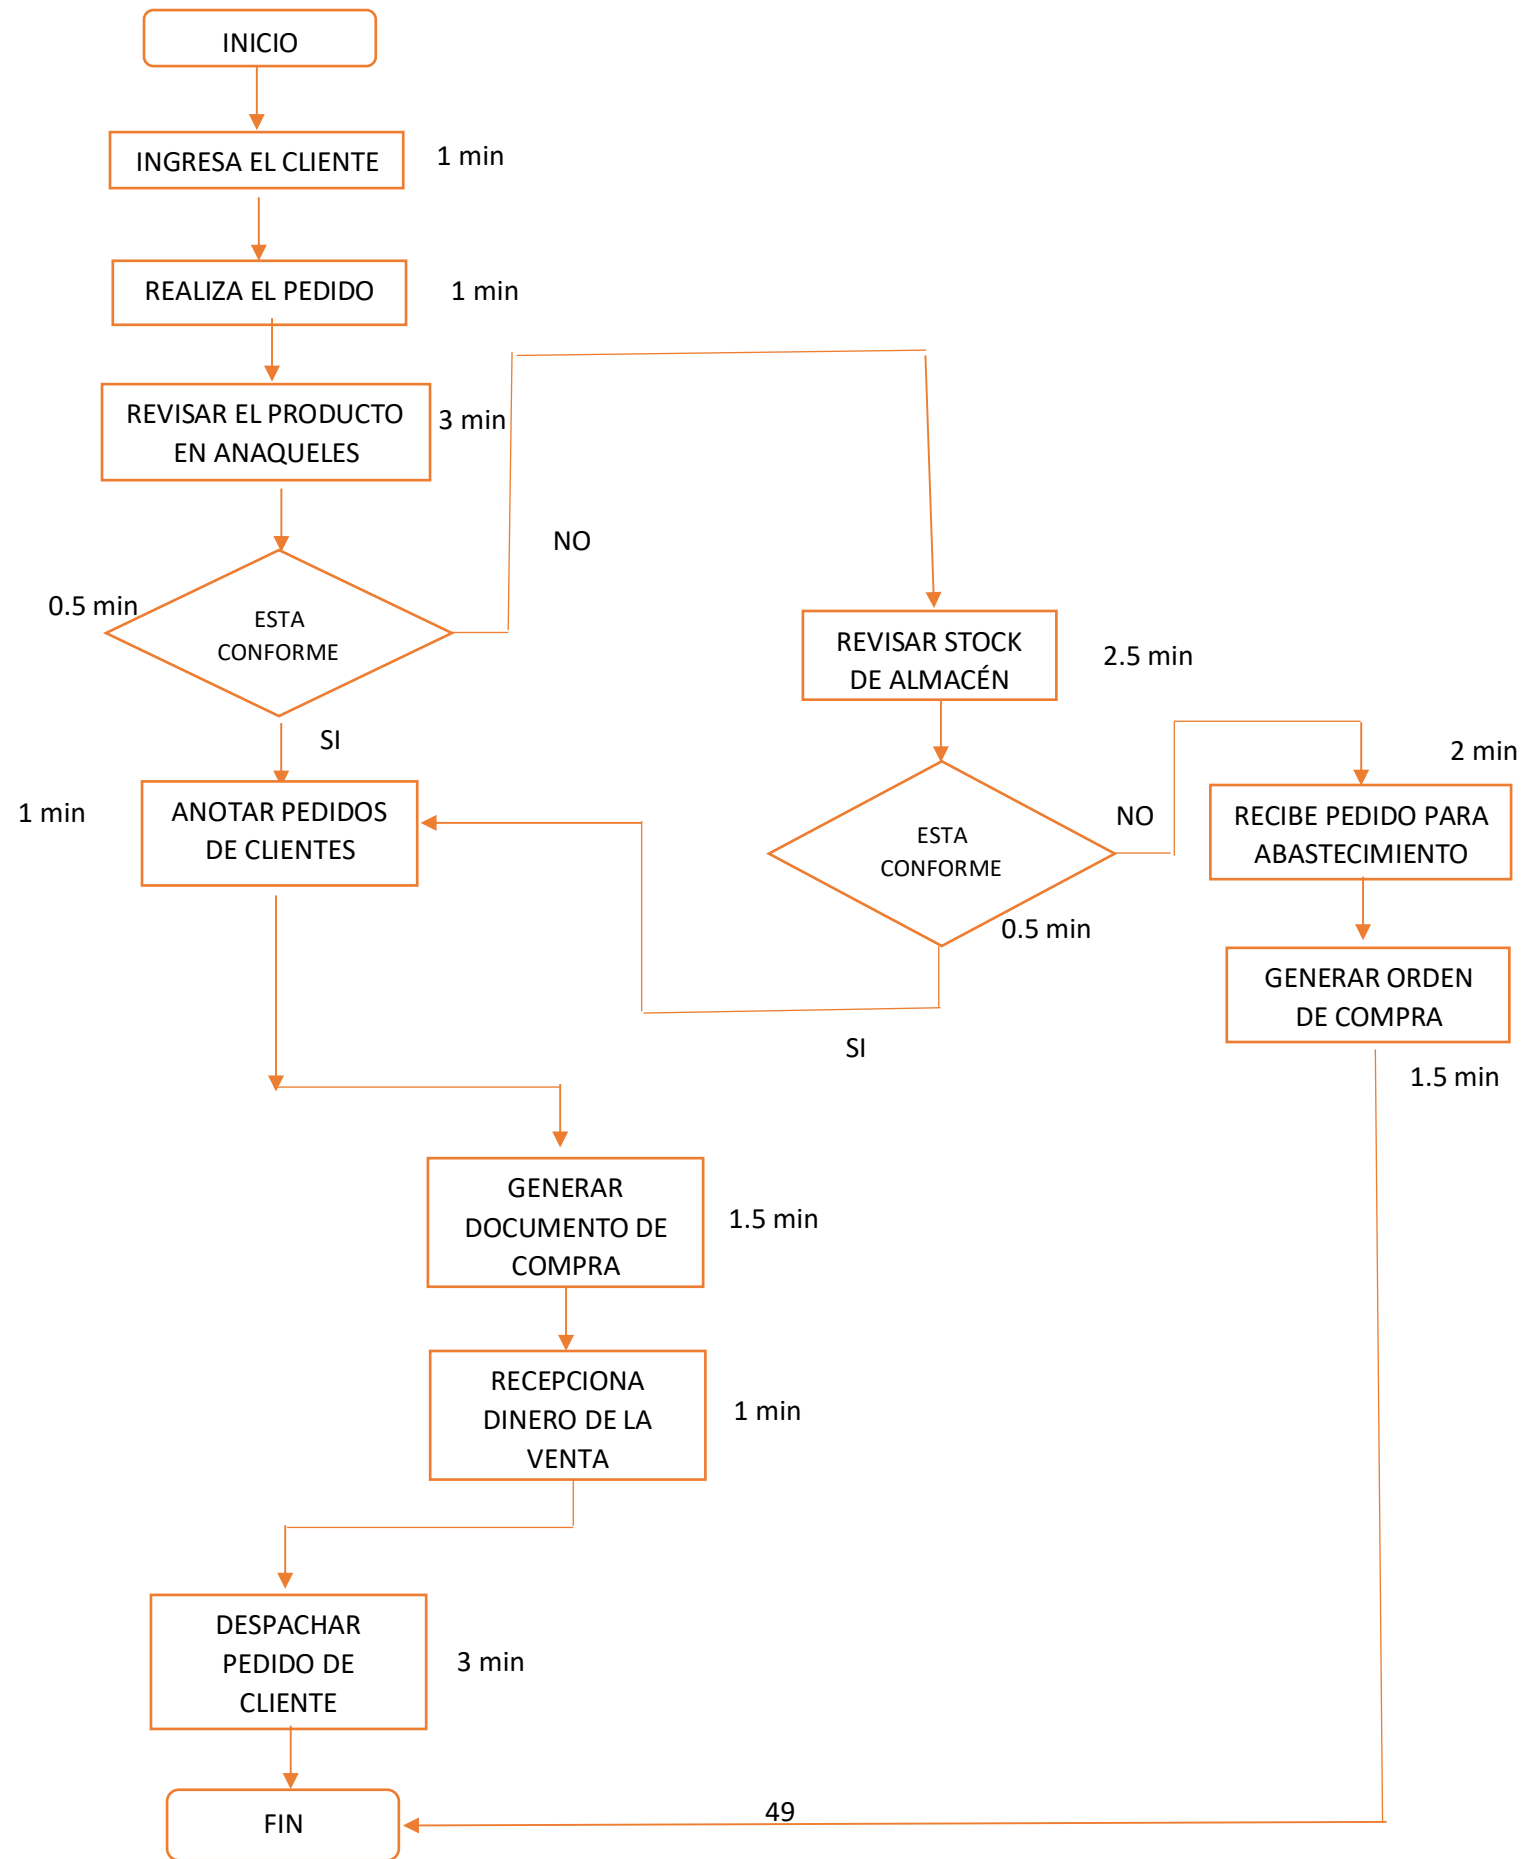 INICIO
INGRESA EL CLIENTE
1 min
REALIZA EL PEDIDO
1 min
REVISAR EL PRODUCTO
EN ANAQUELES
3 min
NO
0.5 min
ESTA
CONFORME
SI
REVISAR STOCK
DE ALMACÉN
2.5 min
2 min
1 min
ANOTAR PEDIDOS
DE CLIENTES
ESTA
CONFORME
NO
RECIBE PEDIDO PARA
ABASTECIMIENTO
0.5 min
GENERAR ORDEN
DE COMPRA
SI
1.5 min
GENERAR
DOCUMENTO DE
COMPRA
1.5 min
RECEPCIONA
DINERO DE LA
VENTA
1 min
DESPACHAR
PEDIDO DE
CLIENTE
3 min
FIN
49